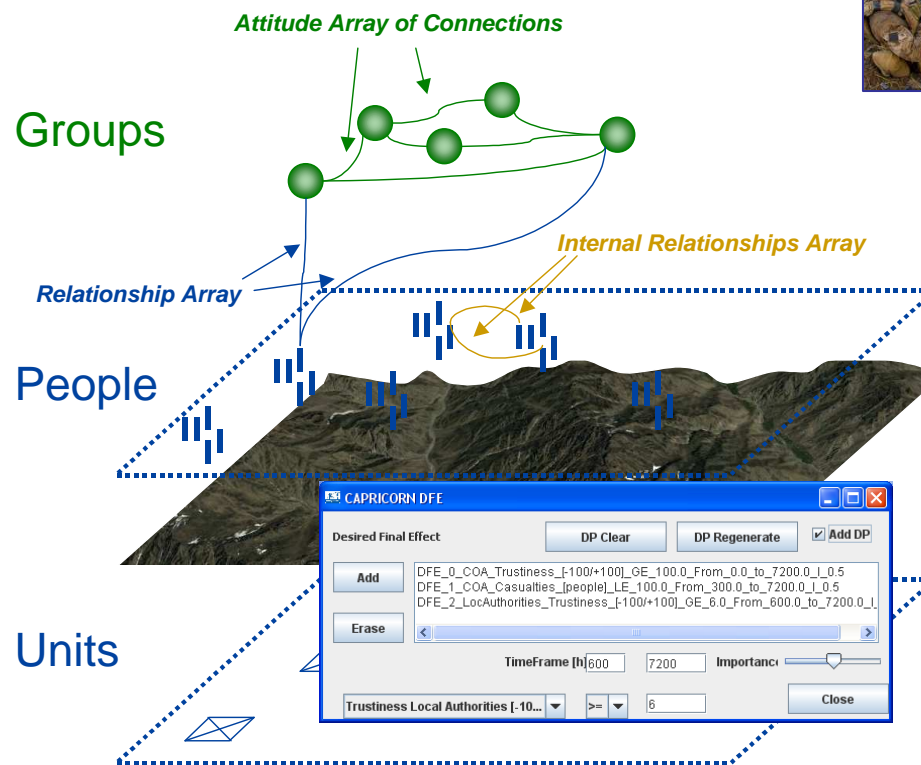 Attitude Array of Connections
Groups
Internal Relationships Array
Relationship Array
People
CAPRICORN DFE
Desired Final Effect
DP Clear
DP Regenerate
Add DP
Add
DFE_0_COA_Trustiness_[-100/+100]_GE_100.0_From_0.0_to_7200.0_I_0.5
DFE_1_COA_Casualties_[people]_LE_100.0_From_300.0_to_7200.0_I_0.5
DFE_2_LocAuthorities_Trustiness_[-100/+100]_GE_6.0_From_600.0_to_7200.0_I_
Erase
Units
TimeFrame [h] 600 7200 Importance
Trustiness Local Authorities [-10... >= 6
Close